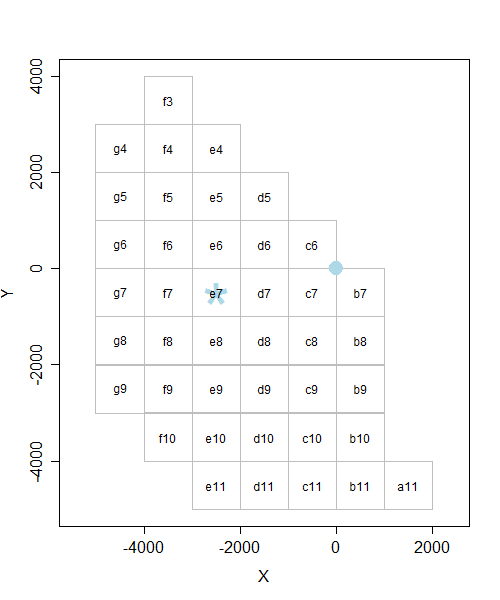 4000
f3
g4 f4 e4
2000
g5 f5 e5 d5
g6 f6 e6 d6 c6
0
Y
g7 f7 e7 d7 c7 b7
g8 f8 e8 d8 c8 b8
-2000
g9 f9 e9 d9 c9 b9
f10 e10 d10 c10 b10
-4000
e11 d11 c11 b11 a11
-4000 -2000 0 2000
X